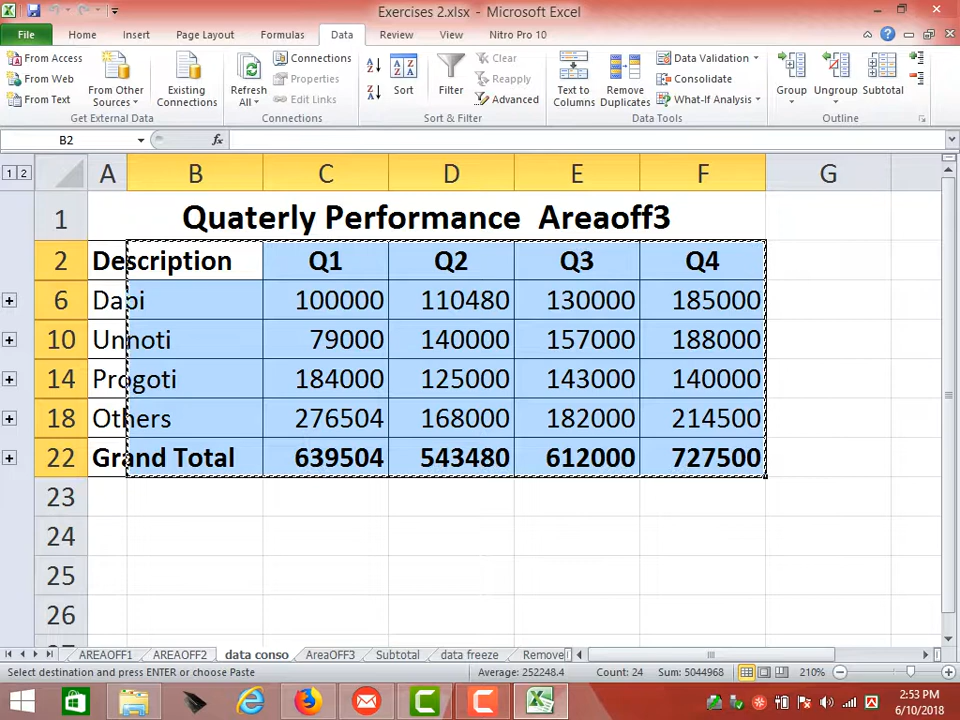 Exercises 2.xlsx - Microsoft Excel
File Home Insert Page Layout Formulas Data Review View Nitro Pro 10
From Access
From Web
From Text
From Other Sources
Existing Connections
Get External Data
Refresh All
Connections
Properties
Edit Links
Connections
Sort
Filter
Clear
Reapply
Advanced
Sort & Filter
Text to Columns
Remove Duplicates
Data Validation
Consolidate
What-If Analysis
Data Tools
Group
Ungroup
Subtotal
Outline
B2 fx
1 2 A B C D E F G
1 Quaterly Performance Areaoff3
2 Description Q1 Q2 Q3 Q4
6 Dapi 100000 110480 130000 185000
10 Unnoti 79000 140000 157000 188000
14 Progoti 184000 125000 143000 140000
18 Others 276504 168000 182000 214500
22 Grand Total 639504 543480 612000 727500
23
24
25
26
AREAOFF1 AREAOFF2 data conso AreaOFF3 Subtotal data freeze Remove
Select destination and press ENTER or choose Paste Average: 252248.4 Count: 24 Sum: 5044968 210%
2:53 PM
6/10/2018